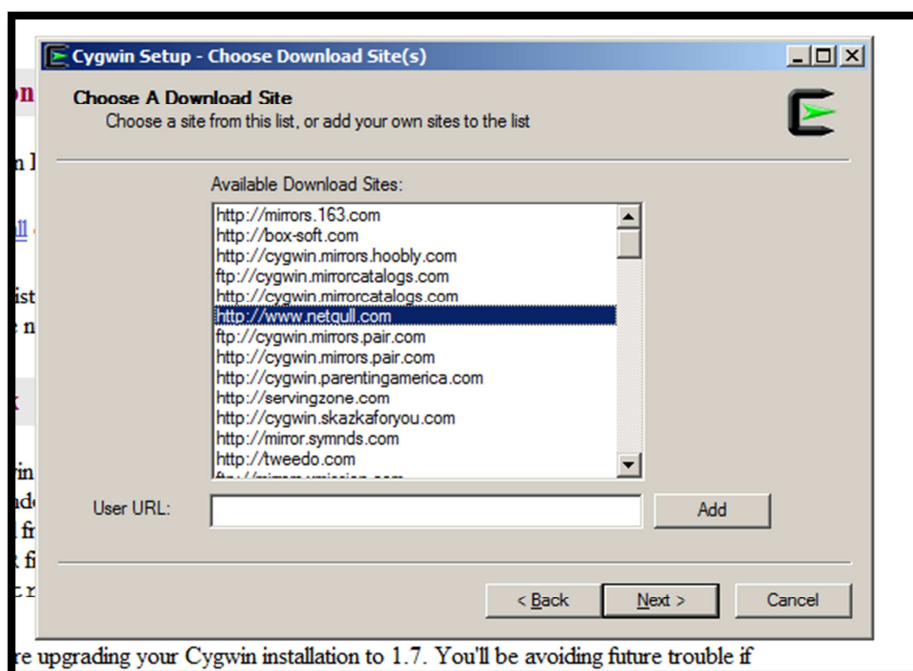 Cygwin Setup - Choose Download Site(s)
on
Choose A Download Site
Choose a site from this list, or add your own sites to the list
Available Download Sites:
http://mirrors.163.com
http://box-soft.com
http://cygwin.mirrors.hoobly.com
ftp://cygwin.mirrorcatalogs.com
http://cygwin.mirrorcatalogs.com
http://www.netgull.com
ftp://cygwin.mirrors.pair.com
http://cygwin.mirrors.pair.com
http://cygwin.parentingamerica.com
http://servingzone.com
http://cygwin.skazkaforyou.com
http://mirror.symnds.com
http://tweedo.com
User URL:
Add
< Back
Next >
Cancel
re upgrading your Cygwin installation to 1.7. You'll be avoiding future trouble if